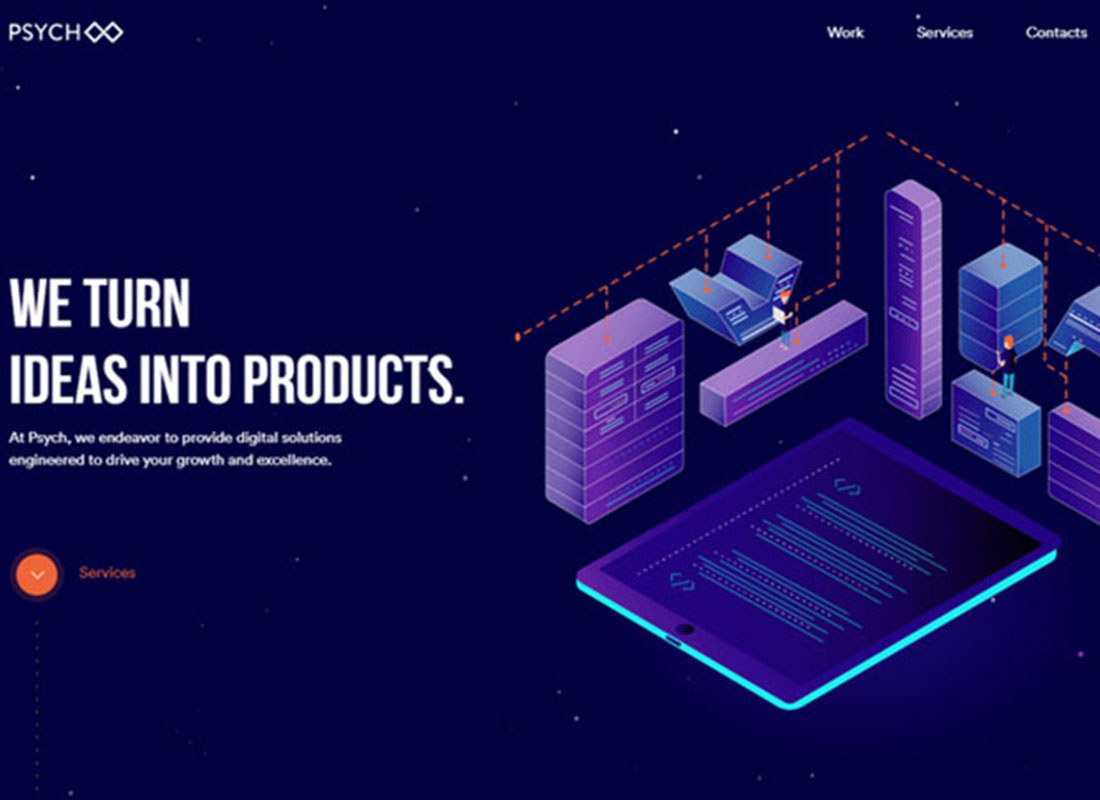 PSYCH
Work
Services
Contacts
WE TURN
IDEAS INTO PRODUCTS.
At Psych, we endeavor to provide digital solutions
engineered to drive your growth and excellence.
Services